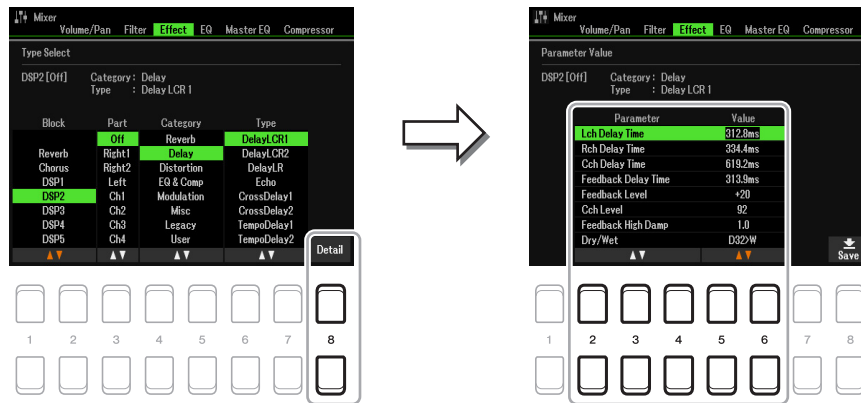 Mixer
Volume/Pan Filter Effect EQ Master EQ Compressor
Type Select
DSP2 [Off] Category : Delay
Type : Delay LCR 1
Block Part Category Type
Off Reverb DelayLCR1
Reverb Right1 Delay DelayLCR2
Chorus Right2 Distortion DelayLR
DSP1 Left EQ & Comp Echo
DSP2 Ch1 Modulation CrossDelay1
DSP3 Ch2 Misc CrossDelay2
DSP4 Ch3 Legacy TempoDelay1
DSP5 Ch4 User TempoDelay2
Detail
1 2 3 4 5 6 7 8
Mixer
Volume/Pan Filter Effect EQ Master EQ Compressor
Parameter Value
DSP2 [Off] Category : Delay
Type : Delay LCR 1
Parameter Value
Lch Delay Time 312.8ms
Rch Delay Time 334.4ms
Cch Delay Time 619.2ms
Feedback Delay Time 313.9ms
Feedback Level +20
Cch Level 92
Feedback High Damp 1.0
Dry/Wet D32>W
Save
1 2 3 4 5 6 7 8